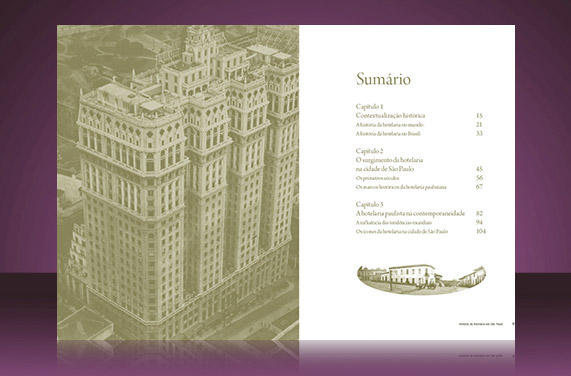 Sumário
Capítulo 1
Contextualização histórica 15
A história da hotelaria no mundo 21
A história da hotelaria no Brasil 33
Capítulo 2
O surgimento da hotelaria
na cidade de São Paulo 45
Os primeiros séculos 56
Os marcos históricos da hotelaria paulistana 67
Capítulo 3
A hotelaria paulista na contemporaneidade 82
A influência das tendências mundiais 94
Os ícones da hotelaria na cidade de São Paulo 104